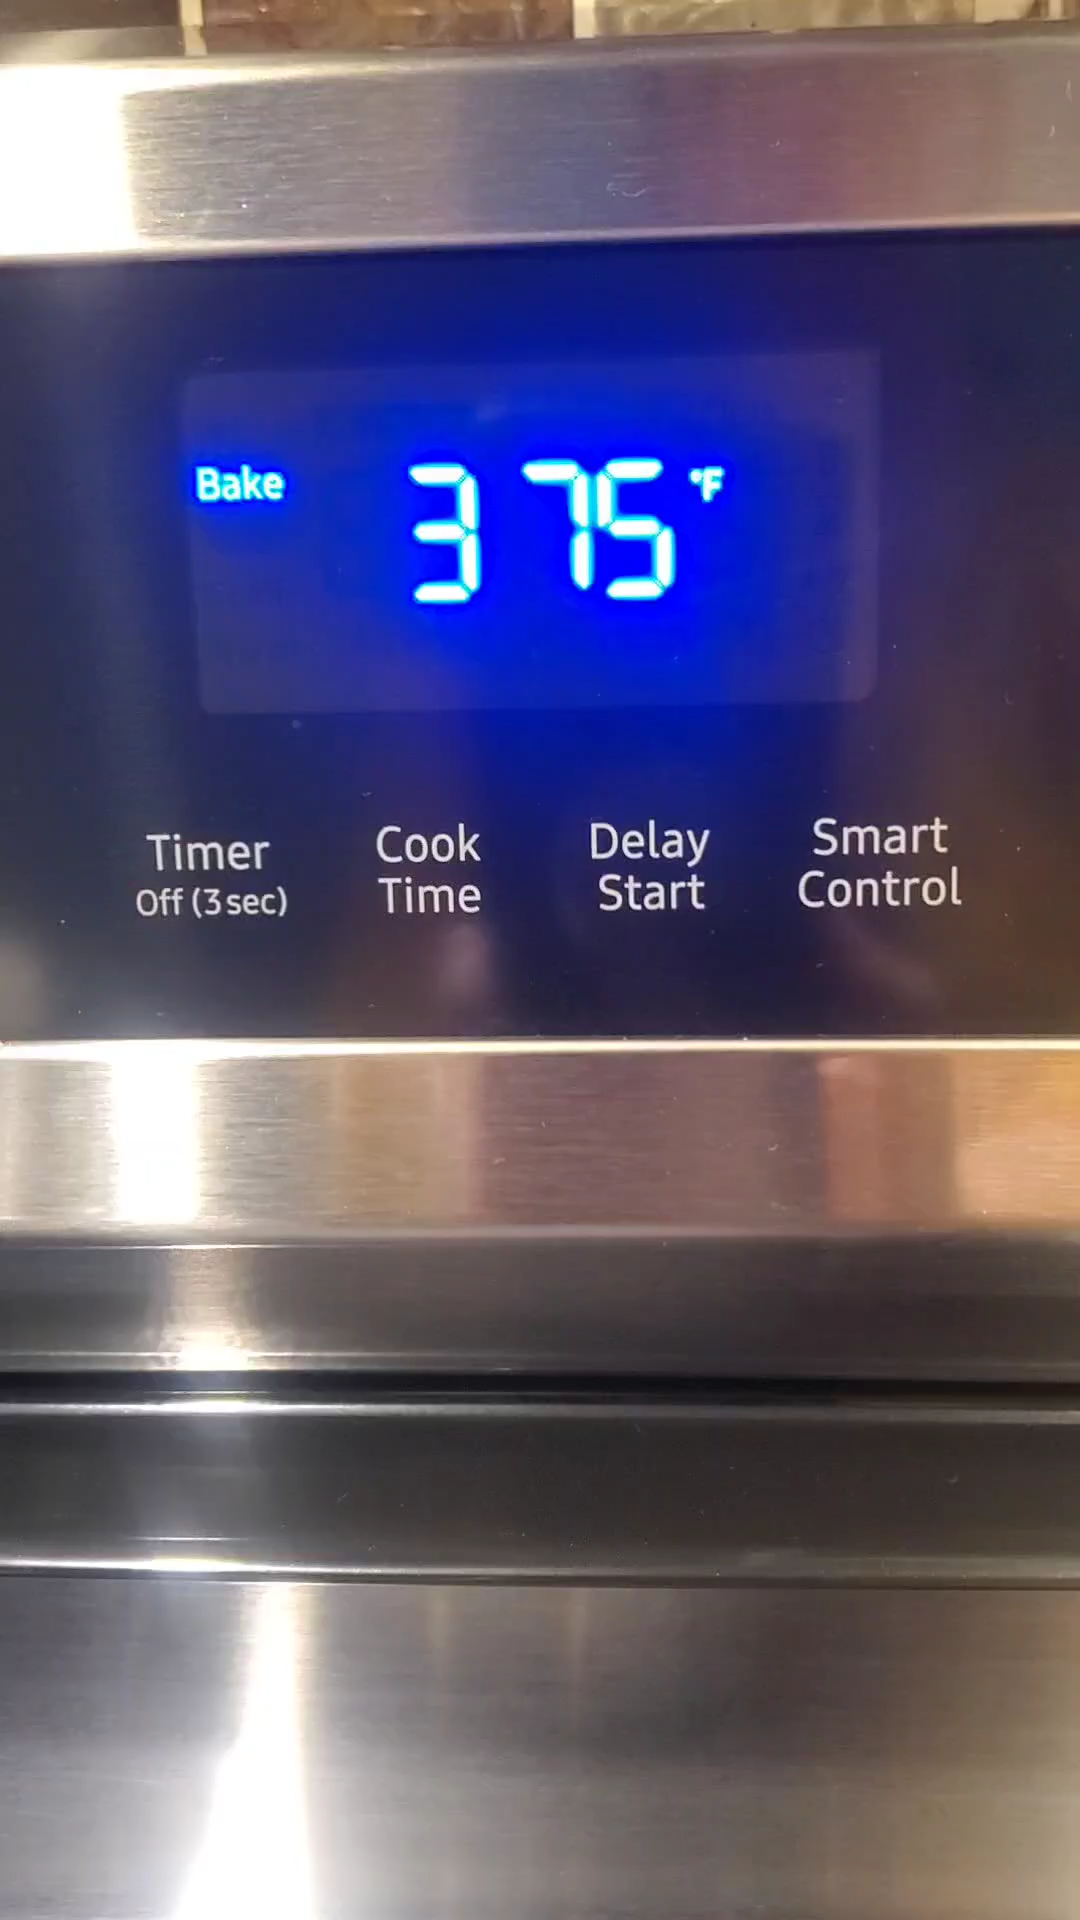 Bake 375 °F
Timer
Off (3 sec)
Cook
Time
Delay
Start
Smart
Control